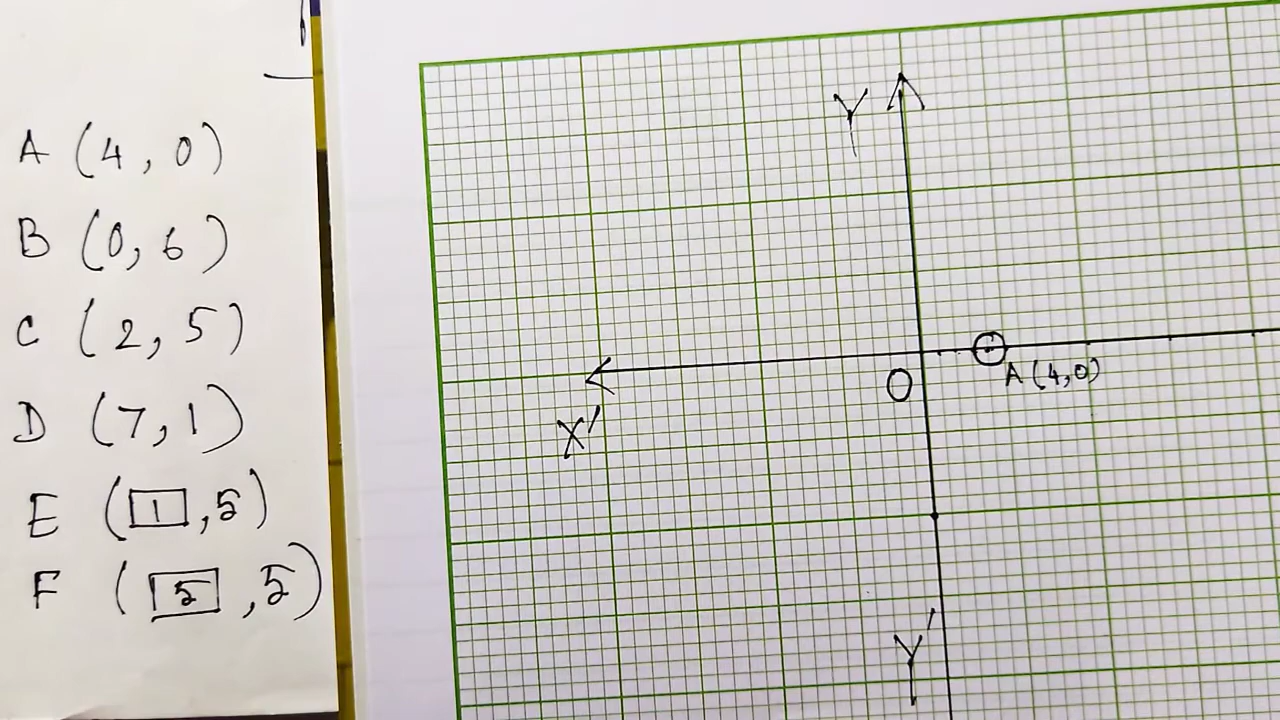 A (4, 0)
B (0, 6)
C (2, 5)
D (7, 1)
E (1, 5)
F (5, 5)
Y
O
A (4,0)
X'
Y'